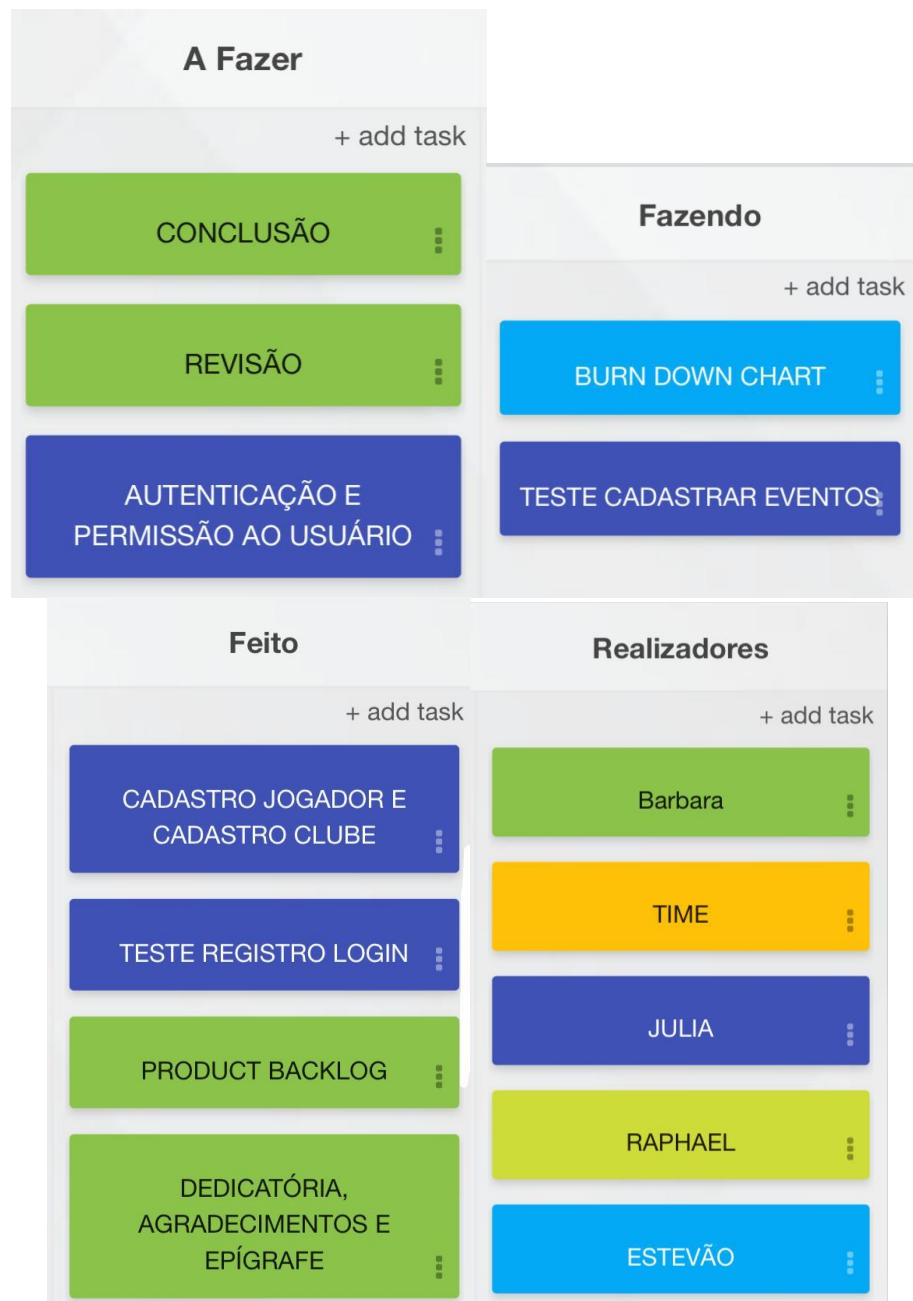 A Fazer
+ add task
CONCLUSÃO
REVISÃO
AUTENTICAÇÃO E
PERMISSÃO AO USUÁRIO
Fazendo
+ add task
BURN DOWN CHART
TESTE CADASTRAR EVENTOS
Feito
+ add task
CADASTRO JOGADOR E
CADASTRO CLUBE
TESTE REGISTRO LOGIN
PRODUCT BACKLOG
DEDICATÓRIA,
AGRADECIMENTOS E
EPÍGRAFE
Realizadores
+ add task
Barbara
TIME
JULIA
RAPHAEL
ESTEVÃO